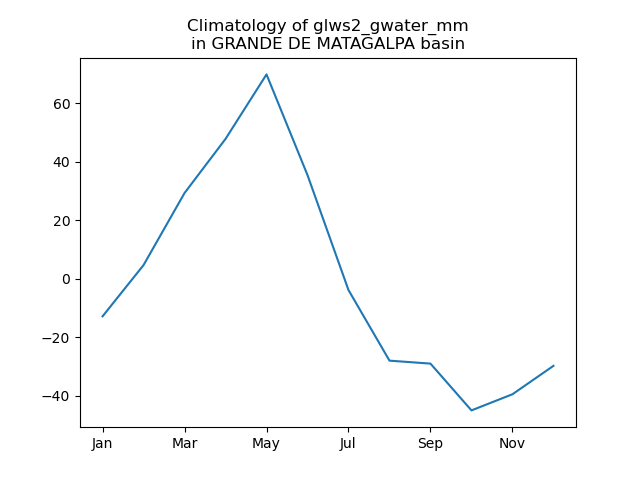 Climatology of glws2_gwater_mm
in GRANDE DE MATAGALPA basin
60
40
20
0
−20
−40
Jan Mar May Jul Sep Nov